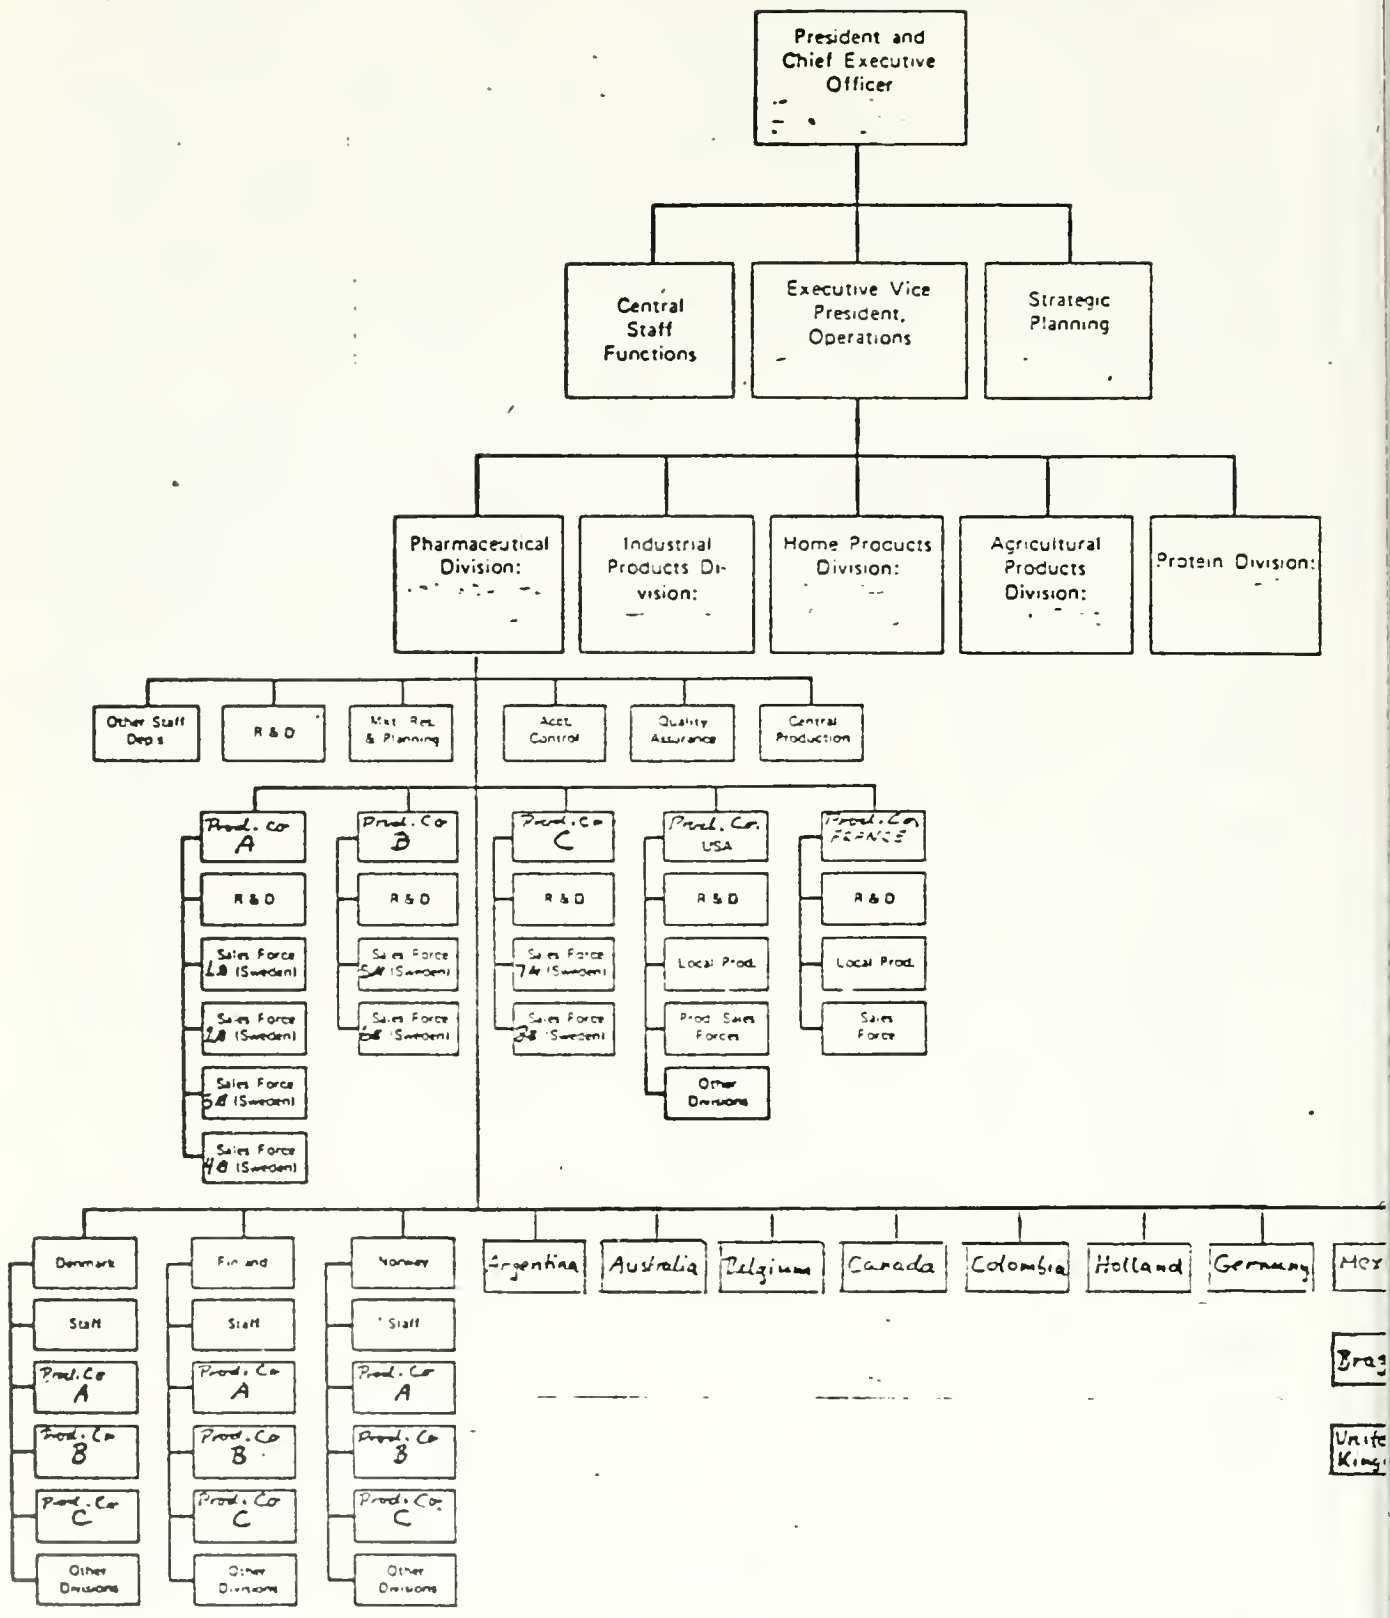 President and
Chief Executive
Officer
Central
Staff
Functions
Executive Vice
President,
Operations
Strategic
Planning
Pharmaceutical
Division:
Industrial
Products Di-
vision:
Home Products
Division:
Agricultural
Products
Division:
Protein Division:
Other Staff
Dep's
R & D
Mkt. Res.
& Planning
Acct.
Control
Quality
Assurance
Central
Production
Prod. Co
A
R & D
Sales Force
(Sweden)
Sales Force
(Sweden)
Sales Force
(Sweden)
Sales Force
(Sweden)
Prod. Co
B
R & D
Sales Force
(Sweden)
Sales Force
(Sweden)
Prod. Co
C
R & D
Sales Force
(Sweden)
Sales Force
(Sweden)
Prod. Co.
USA
R & D
Local Prod.
Prod. Sales
Forces
Other
Divisions
Prod. Co,
FRANCE
R & D
Local Prod.
Sales
Force
Denmark
Staff
Prod. Co
A
Prod. Co
B
Prod. Co
C
Other
Divisions
Finland
Staff
Prod. Co
A
Prod. Co
B
Prod. Co
C
Other
Divisions
Norway
Staff
Prod. Co
A
Prod. Co
B
Prod. Co.
C
Other
Divisions
Argentina
Australia
Belgium
Canada
Colombia
Holland
Germany
Mex
Braz
Unite
King